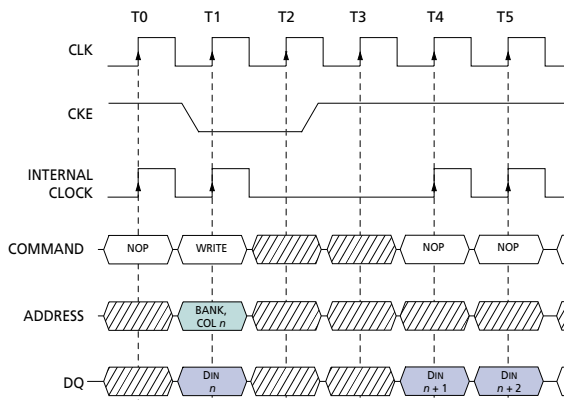 T0 T1 T2 T3 T4 T5
CLK
CKE
INTERNAL
CLOCK
COMMAND NOP WRITE NOP NOP
ADDRESS BANK,
COL n
DQ DIN
n DIN
n + 1 DIN
n + 2